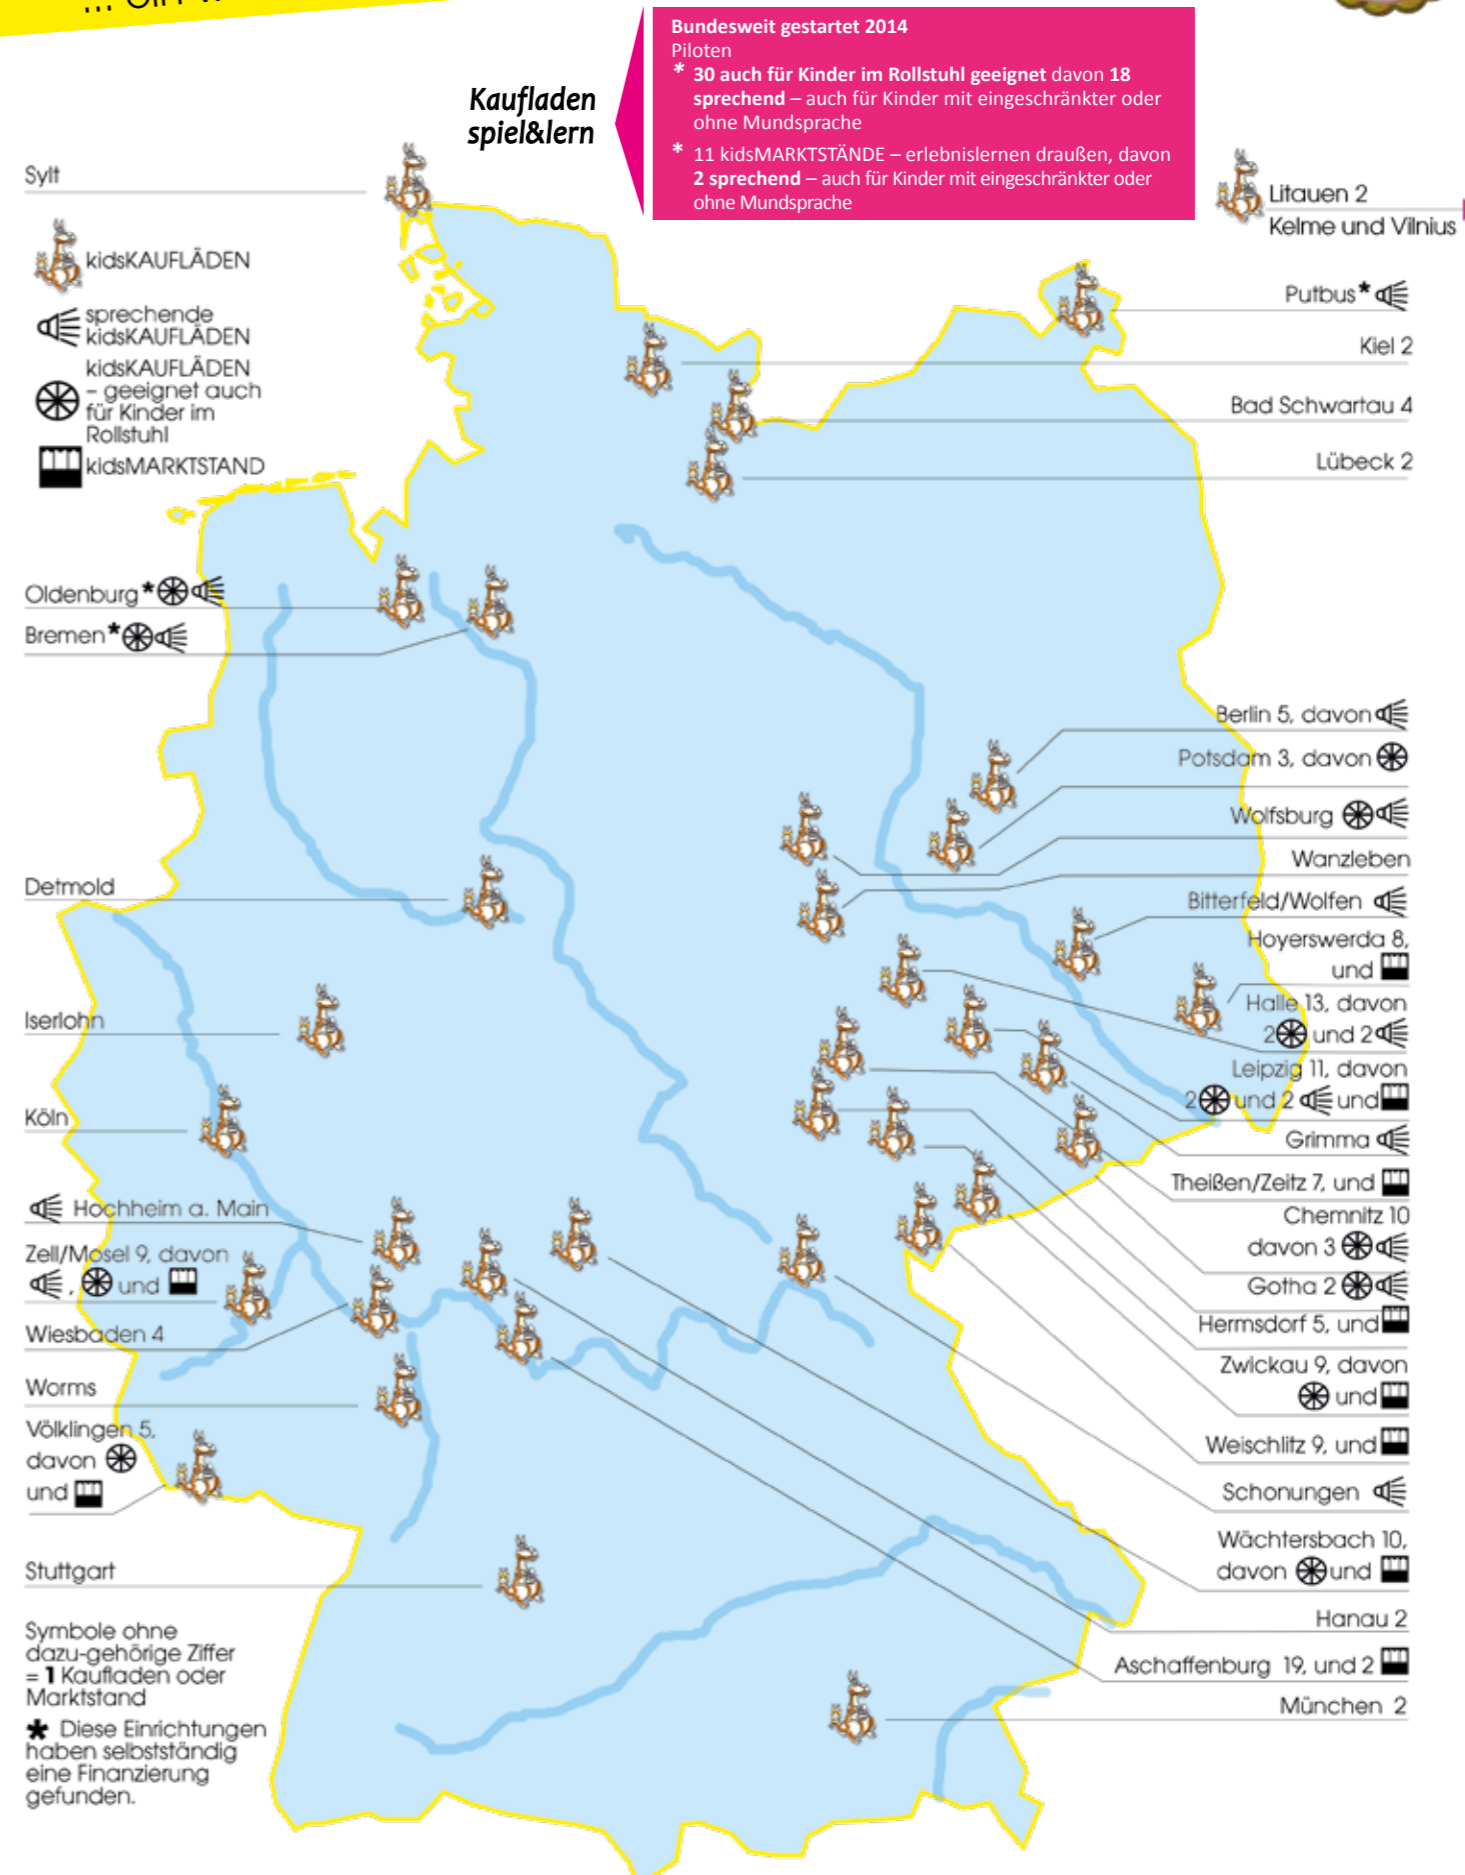 Bundesweit gestartet 2014
Piloten
* 30 auch für Kinder im Rollstuhl geeignet davon 18
sprechend – auch für Kinder mit eingeschränkter oder
ohne Mundsprache
* 11 kidsMARKTSTÄNDE – erlebnislernen draußen, davon
2 sprechend – auch für Kinder mit eingeschränkter oder
ohne Mundsprache
Kaufladen
spiel&lern
Sylt
kidsKAUFLÄDEN
sprechende
kidsKAUFLÄDEN
kidsKAUFLÄDEN
– geeignet auch
für Kinder im
Rollstuhl
kidsMARKTSTAND
Oldenburg*
Bremen*
Detmold
Iserlohn
Köln
Hochheim a. Main
Zell/Mosel 9, davon
, und
Wiesbaden 4
Worms
Völklingen 5,
davon
und
Stuttgart
Symbole ohne
dazu-gehörige Ziffer
= 1 Kaufladen oder
Marktstand
* Diese Einrichtungen
haben selbstständig
eine Finanzierung
gefunden.
Litauen 2
Kelme und Vilnius
Putbus*
Kiel 2
Bad Schwartau 4
Lübeck 2
Berlin 5, davon
Potsdam 3, davon
Wolfsburg
Wanzleben
Bitterfeld/Wolfen
Hoyerswerda 8,
und
Halle 13, davon
2 und 2
Leipzig 11, davon
2 und 2 und
Grimma
Theißen/Zeitz 7, und
Chemnitz 10
davon 3
Gotha 2
Hermsdorf 5, und
Zwickau 9, davon
und
Weischlitz 9, und
Schonungen
Wächtersbach 10,
davon und
Hanau 2
Aschaffenburg 19, und 2
München 2